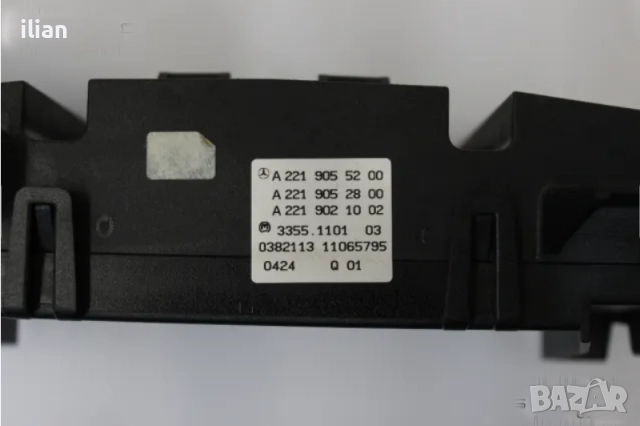 ilian
A 221 905 52 00
A 221 905 28 00
A 221 902 10 02
3355.1101 03
0382113 11065795
0424 Q 01
BAZAR
bg